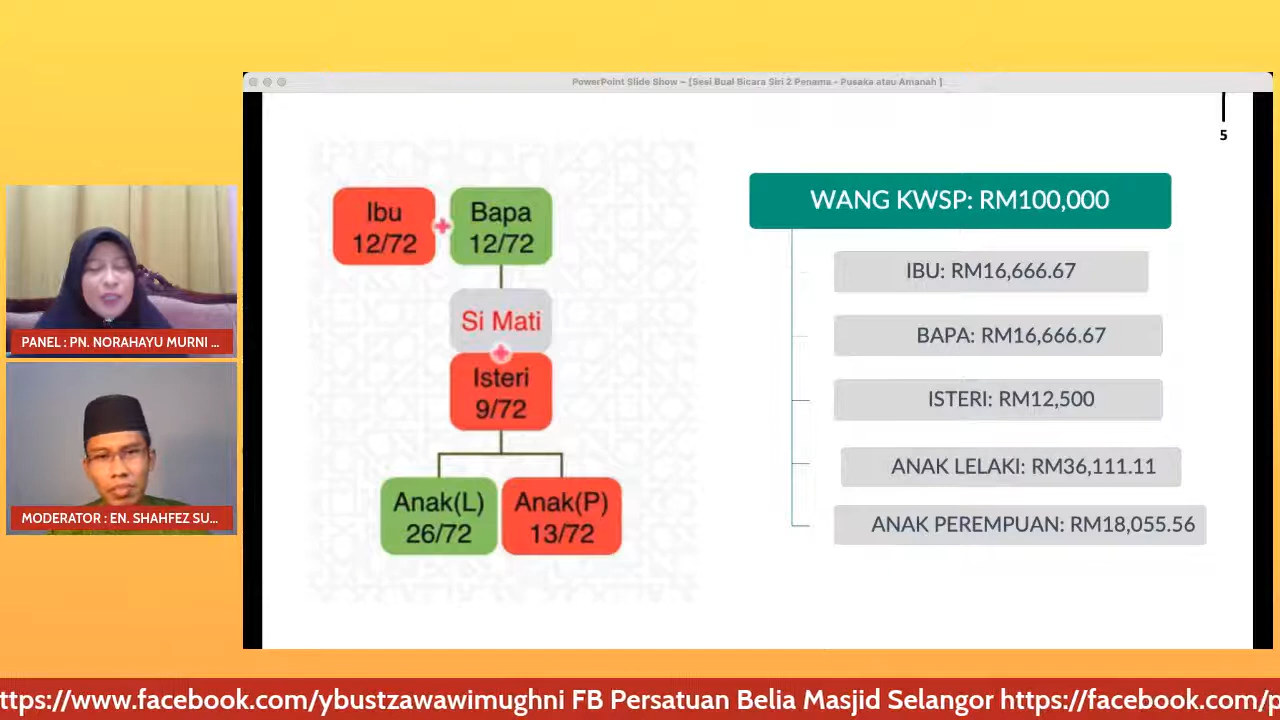 PowerPoint Slide Show - [Sesi Bual Bicara Siri 2 Penama - Pusaka atau Amanah ]
5
Ibu
12/72
Bapa
12/72
Si Mati
Isteri
9/72
Anak(L)
26/72
Anak(P)
13/72
WANG KWSP: RM100,000
IBU: RM16,666.67
BAPA: RM16,666.67
ISTERI: RM12,500
ANAK LELAKI: RM36,111.11
ANAK PEREMPUAN: RM18,055.56
PANEL : PN. NORAHAYU MURNI ...
MODERATOR : EN. SHAHFEZ SU...
ttps://www.facebook.com/ybustzawawimughni FB Persatuan Belia Masjid Selangor https://facebook.com/p